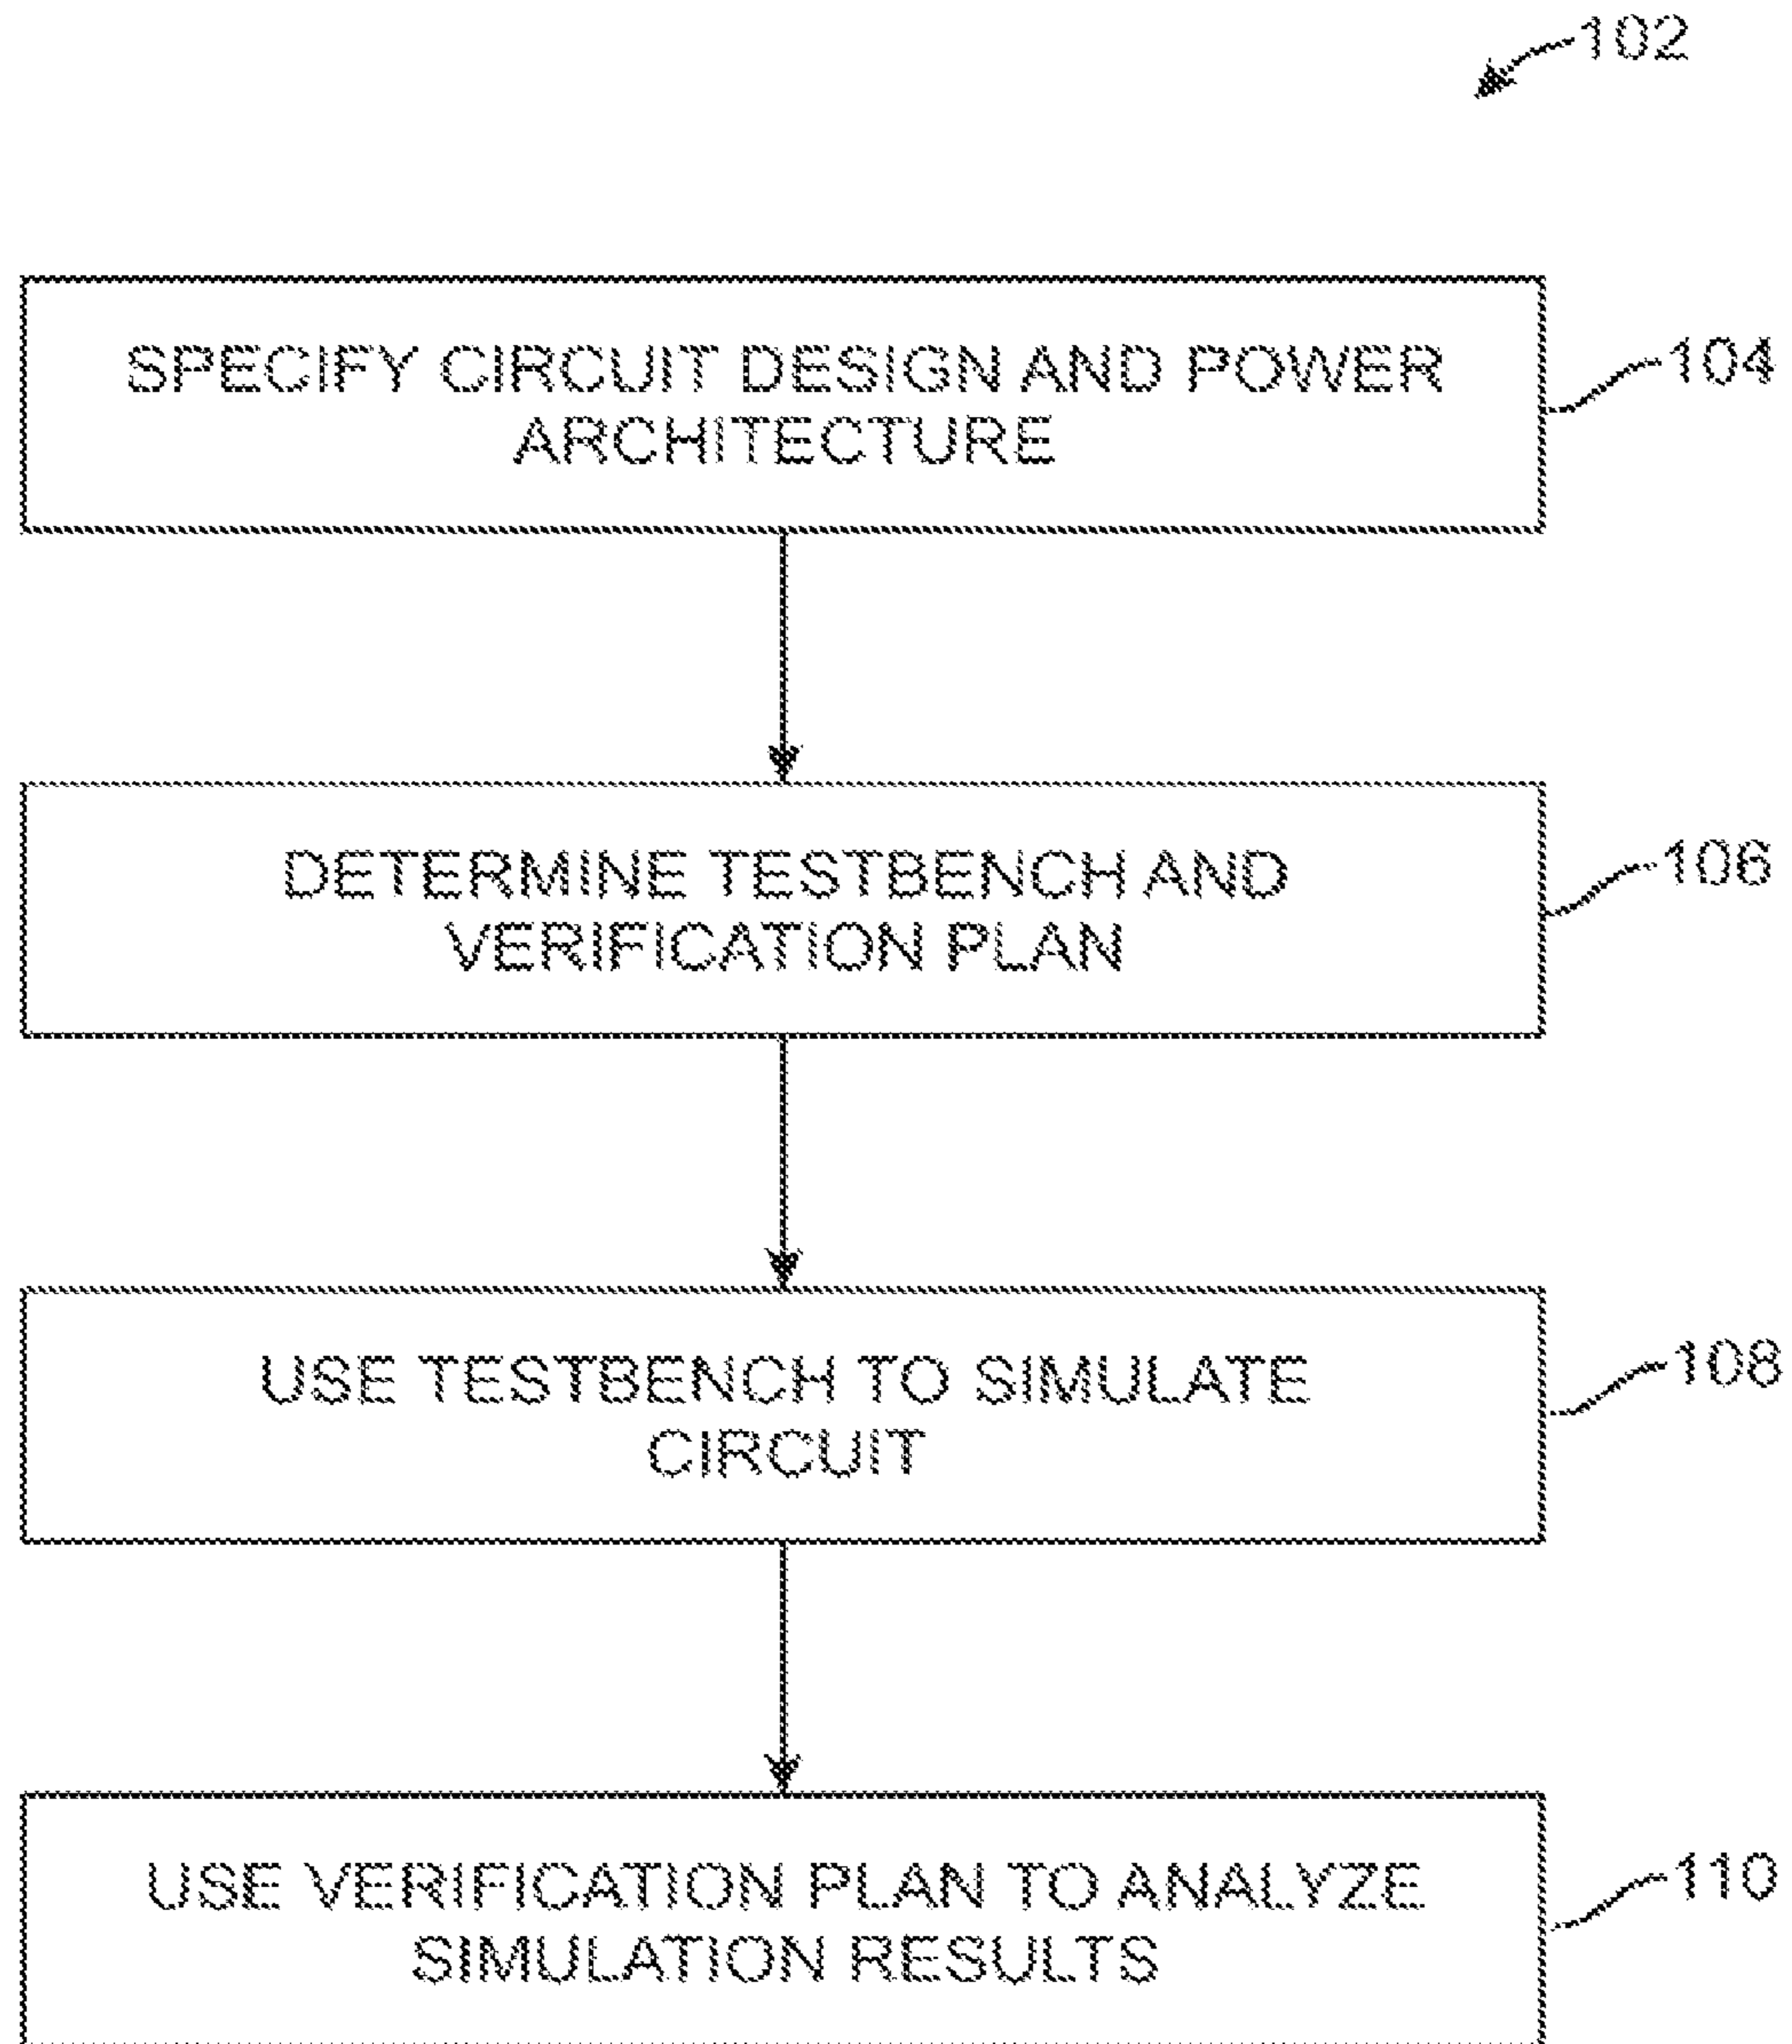 102
SPECIFY CIRCUIT DESIGN AND POWER
ARCHITECTURE
104
DETERMINE TESTBENCH AND
VERIFICATION PLAN
106
USE TESTBENCH TO SIMULATE
CIRCUIT
108
USE VERIFICATION PLAN TO ANALYZE
SIMULATION RESULTS
110